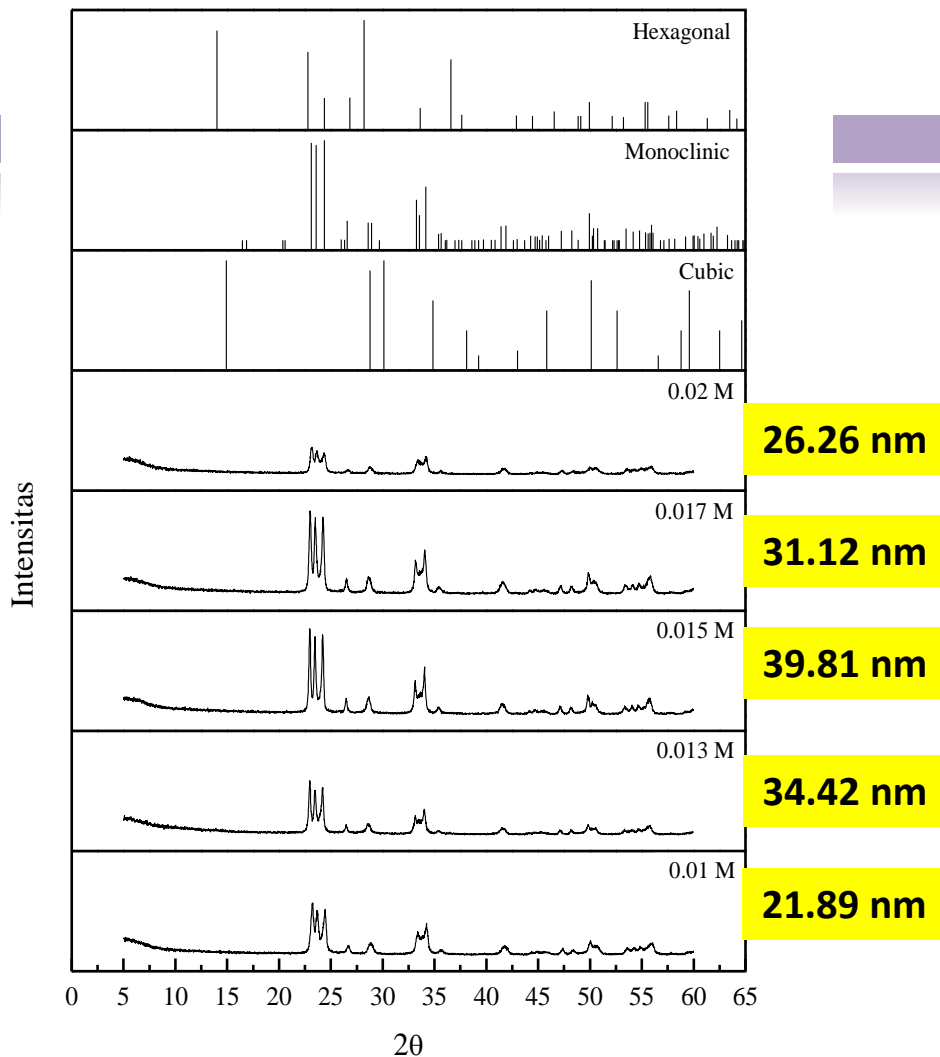 Hexagonal
Monoclinic
Cubic
0.02 M
26.26 nm
0.017 M
31.12 nm
0.015 M
39.81 nm
0.013 M
34.42 nm
0.01 M
21.89 nm
Intensitas
0 5 10 15 20 25 30 35 40 45 50 55 60 65
2θ